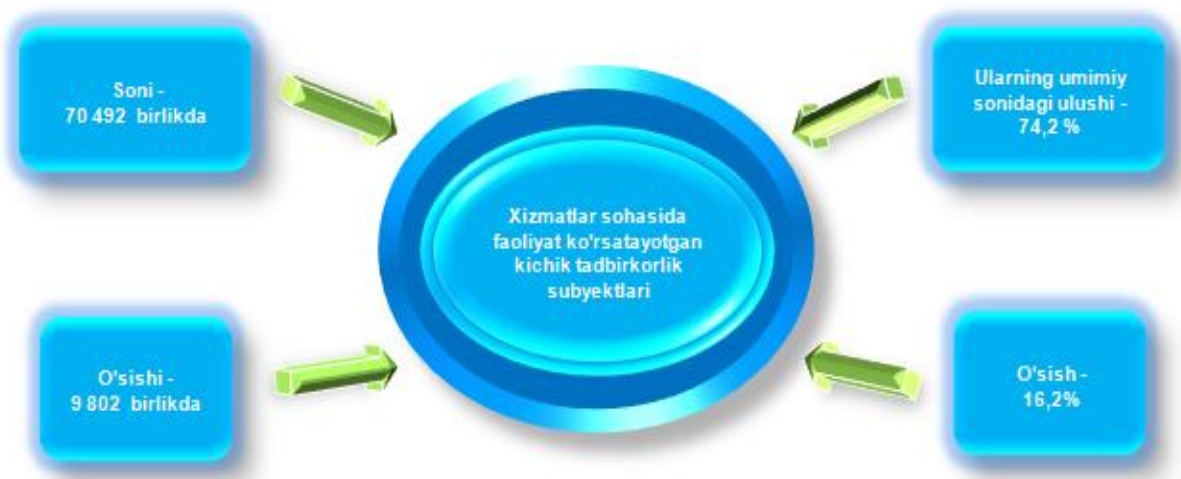 Soni -
70 492 birlikda
Ularning umimiy
sonidagi ulushi -
74,2 %
Xizmatlar sohasida
faoliyat ko'rsatayotgan
kichik tadbirkorlik
subyektlari
O'sishi -
9 802 birlikda
O'sish -
16,2%